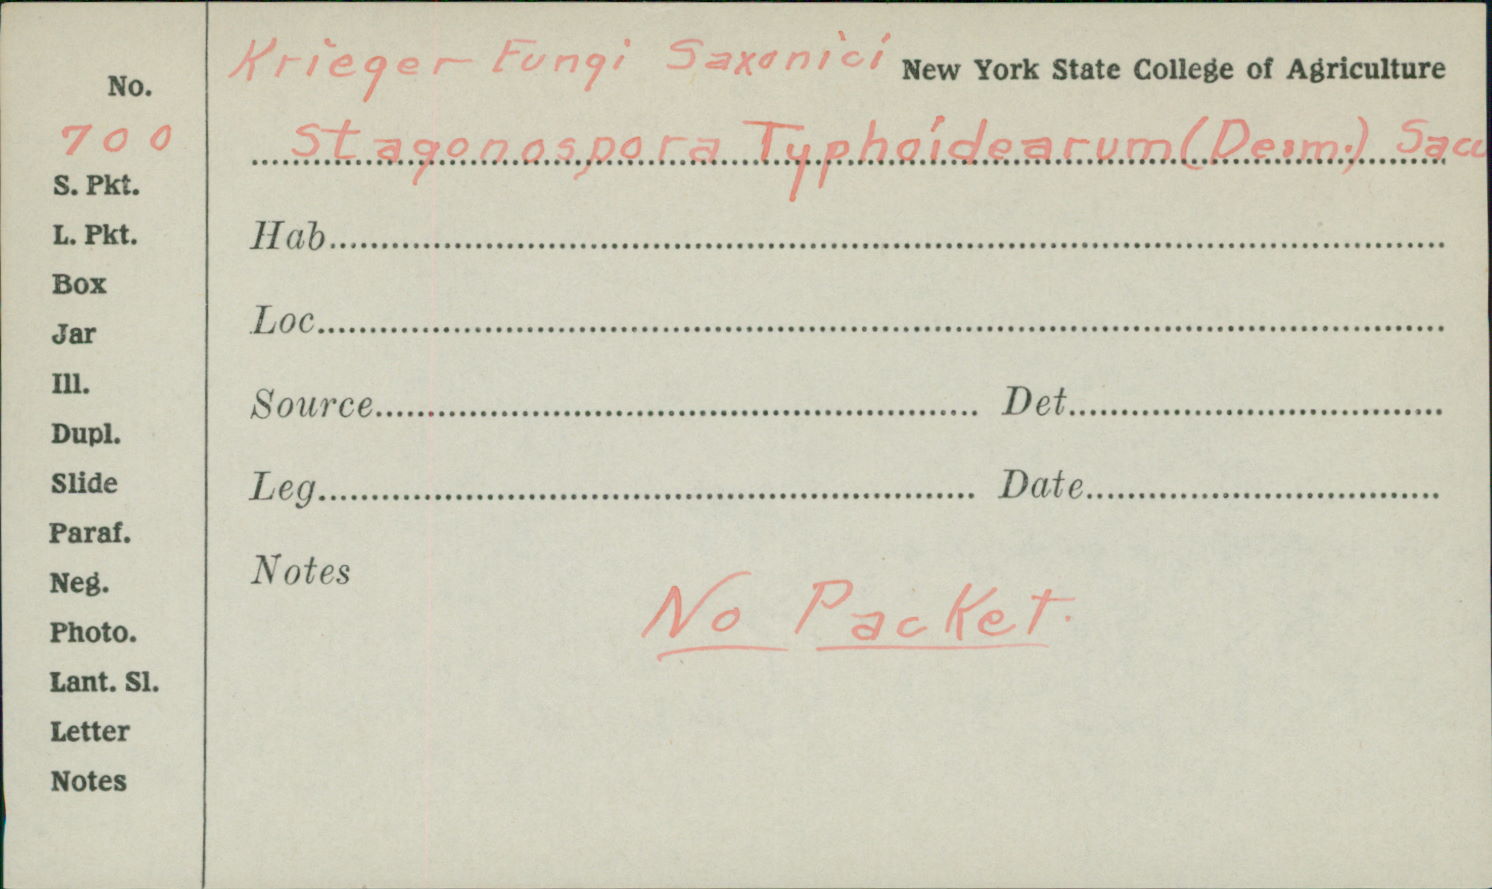 Krieger Fungi Saxonici New York State College of Agriculture
No.
700
Stagonospora Typhoidearum (Desm.) Sacc
S. Pkt.
L. Pkt.
Hab
Box
Loc
Jar
Ill.
Source Det
Dupl.
Slide
Leg Date
Paraf.
Notes
Neg.
No Packet.
Photo.
Lant. Sl.
Letter
Notes